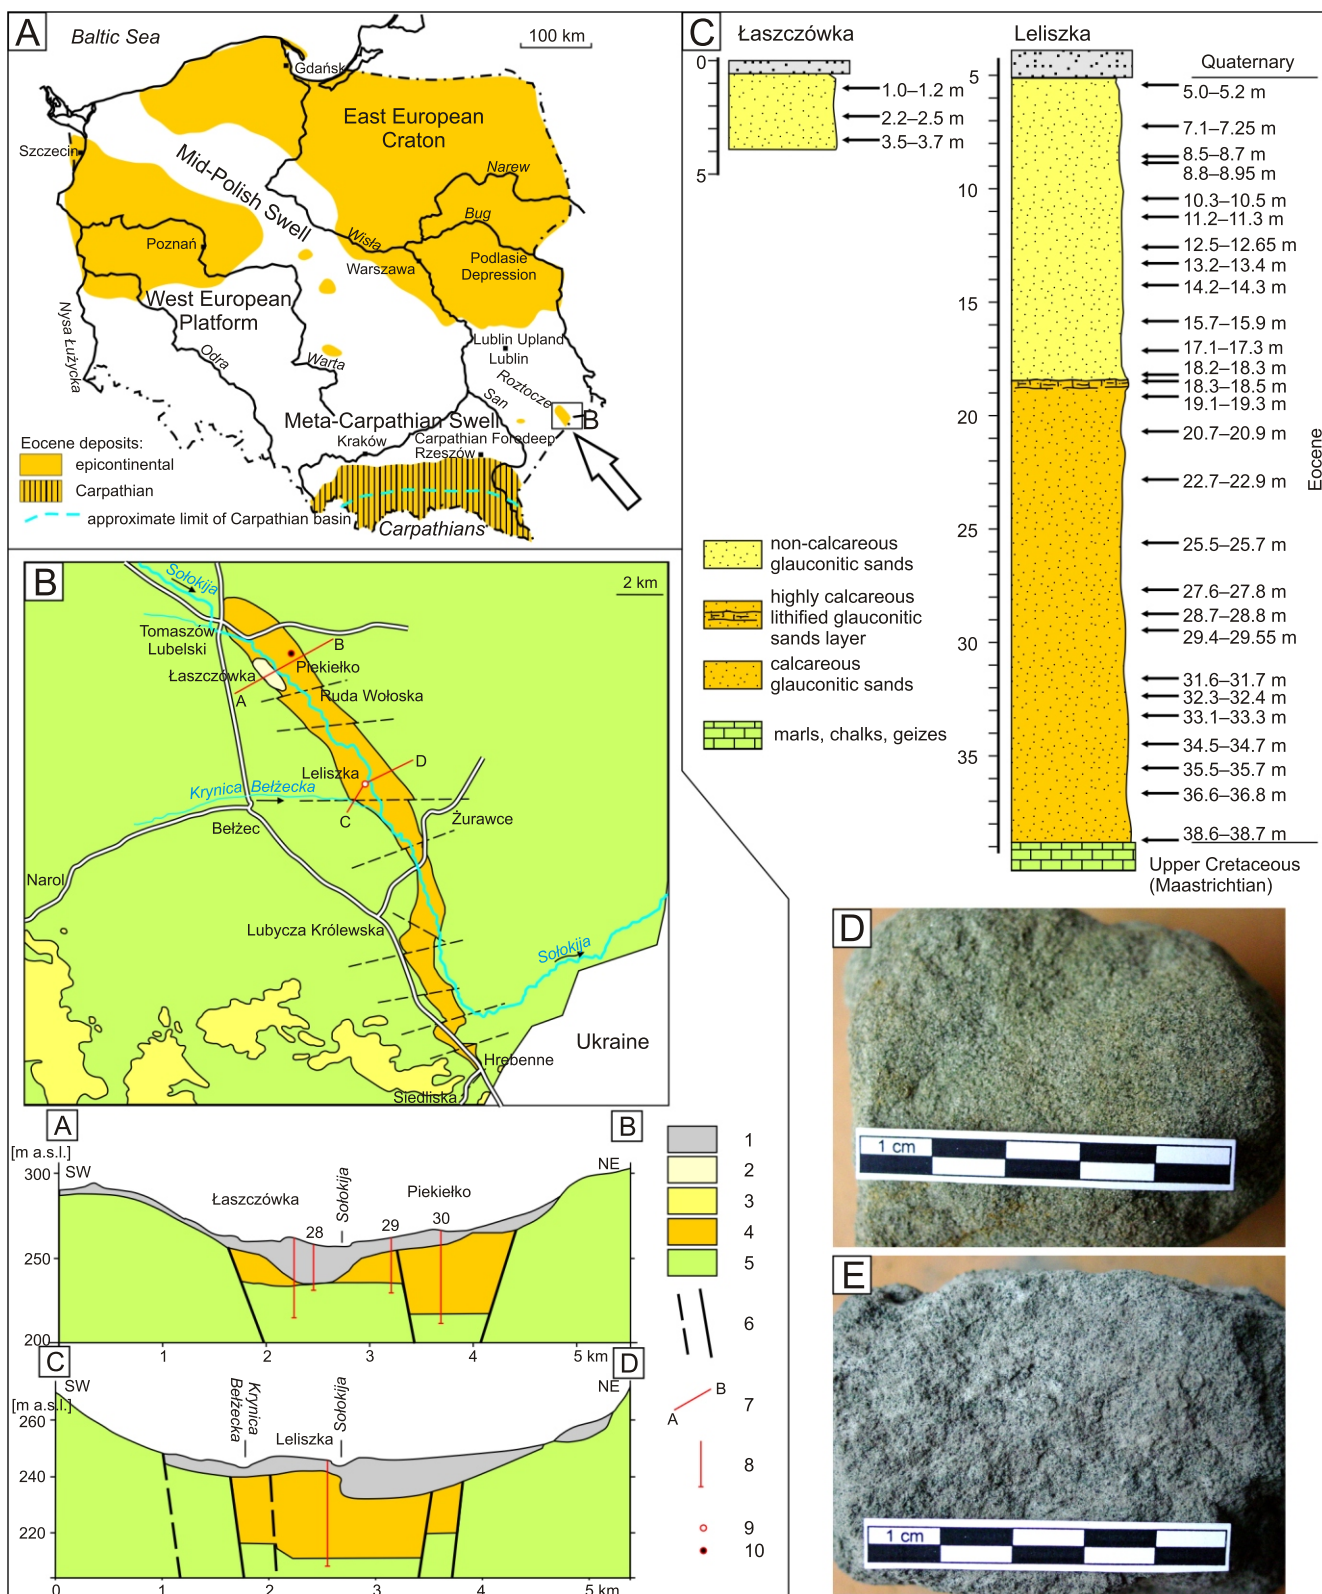 A
Baltic Sea
100 km
Gdańsk
East European
Craton
Szczecin
Mid-Polish Swell
Narew
Bug
Wisła
Poznań
Warszawa
Podlasie
Depression
West European
Platform
Nysa Łużycka
Odra
Warta
Lublin Upland
Lublin
Roztocze
San
B
Meta-Carpathian Swell
Kraków
Carpathian Foredeep
Rzeszów
Eocene deposits:
epicontinental
Carpathian
approximate limit of Carpathian basin
Carpathians
B
2 km
Sołokija
Tomaszów
Lubelski
B
Piekiełko
Łaszczówka
A
Ruda Wołoska
Leliszka
D
Krynica Bełżecka
C
Bełżec
Żurawce
Narol
Lubycza Królewska
Sołokija
Ukraine
Hrebenne
Siedliska
A
B
[m a.s.l.]
300
SW
NE
Łaszczówka
Sołokija
Piekiełko
28
29
30
250
200
1
2
3
4
5 km
C
D
SW
NE
[m a.s.l.]
260
Krynica
Bełżecka
Leliszka
Sołokija
240
220
0
1
2
3
4
5 km
1
2
3
4
5
6
B
A
7
8
9
10
C
Łaszczówka
0
1.0–1.2 m
2.2–2.5 m
3.5–3.7 m
5
Leliszka
Quaternary
5
5.0–5.2 m
7.1–7.25 m
8.5–8.7 m
8.8–8.95 m
10
10.3–10.5 m
11.2–11.3 m
12.5–12.65 m
13.2–13.4 m
14.2–14.3 m
15
15.7–15.9 m
17.1–17.3 m
18.2–18.3 m
18.3–18.5 m
19.1–19.3 m
20
20.7–20.9 m
22.7–22.9 m
25
25.5–25.7 m
27.6–27.8 m
28.7–28.8 m
29.4–29.55 m
30
31.6–31.7 m
32.3–32.4 m
33.1–33.3 m
34.5–34.7 m
35
35.5–35.7 m
36.6–36.8 m
38.6–38.7 m
Eocene
Upper Cretaceous
(Maastrichtian)
non-calcareous
glauconitic sands
highly calcareous
lithified glauconitic
sands layer
calcareous
glauconitic sands
marls, chalks, geizes
D
1 cm
E
1 cm